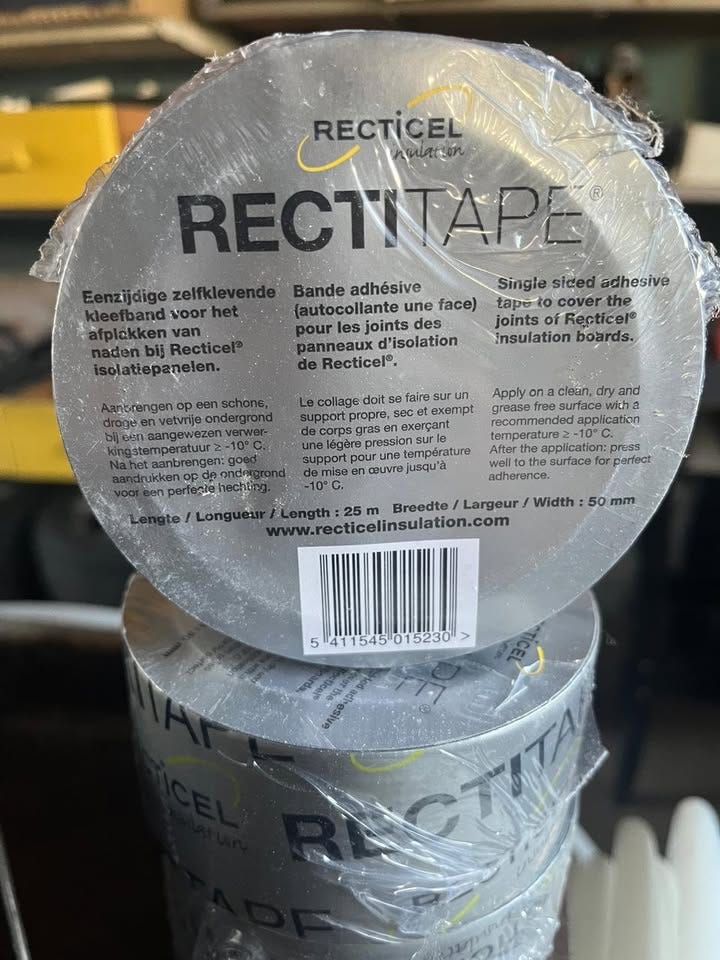 RECTICEL
insulation
RECTITAPE®
Eenzijdige zelfklevende
kleefband voor het
afplakken van
naden bij Recticel®
isolatiepanelen.
Bande adhésive
(autocollante une face)
pour les joints des
panneaux d'isolation
de Recticel®.
Single sided adhesive
tape to cover the
joints of Recticel®
insulation boards.
Aanbrengen op een schone,
droge en vetvrije ondergrond
bij een aangewezen verwer-
kingstemperatuur ≥ -10° C.
Na het aanbrengen: goed
aandrukken op de ondergrond
voor een perfecte hechting.
Le collage doit se faire sur un
support propre, sec et exempt
de corps gras en exerçant
une légère pression sur le
support pour une température
de mise en œuvre jusqu'à
-10° C.
Apply on a clean, dry and
grease free surface with a
recommended application
temperature ≥ -10° C.
After the application: press
well to the surface for perfect
adherence.
Lengte / Longueur / Length : 25 m Breedte / Largeur / Width : 50 mm
www.recticelinsulation.com
5 411545 015230 >
RECTICEL
adhesive
TAPE
RECTITA
TICEL
insulation